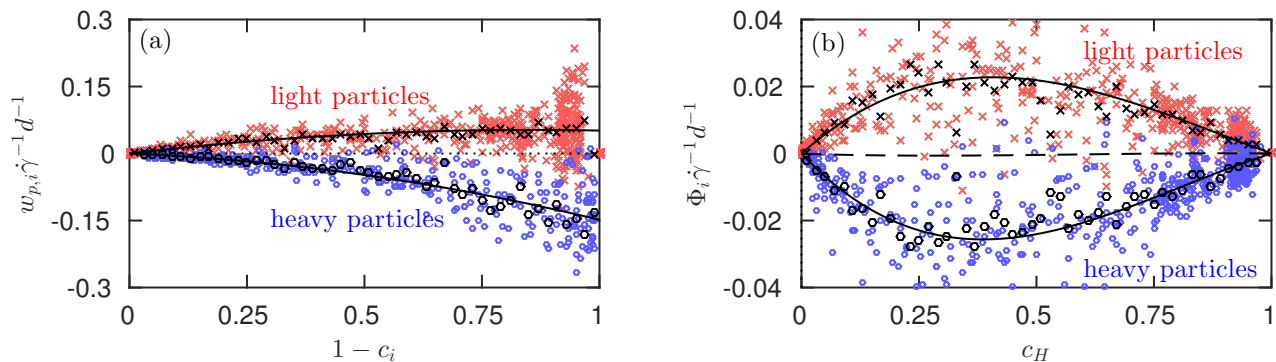 (a)
0.3
0.15
0
-0.15
-0.3
w_{p,i} γ̇^{-1} d^{-1}
light particles
heavy particles
0 0.25 0.5 0.75 1
1 − c_i
(b)
0.04
0.02
0
-0.02
-0.04
Φ_i γ̇^{-1} d^{-1}
light particles
heavy particles
0 0.25 0.5 0.75 1
c_H